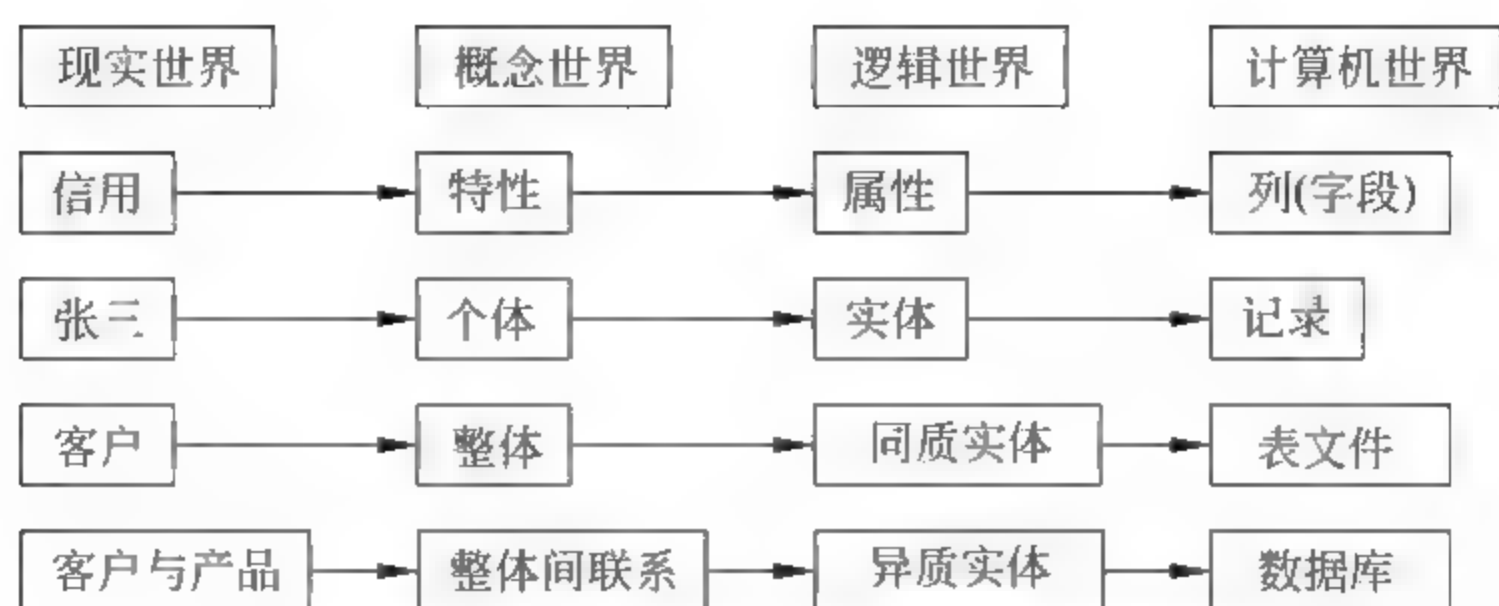 现实世界 概念世界 逻辑世界 计算机世界
信用 特性 属性 列(字段)
张三 个体 实体 记录
客户 整体 同质实体 表文件
客户与产品 整体间联系 异质实体 数据库